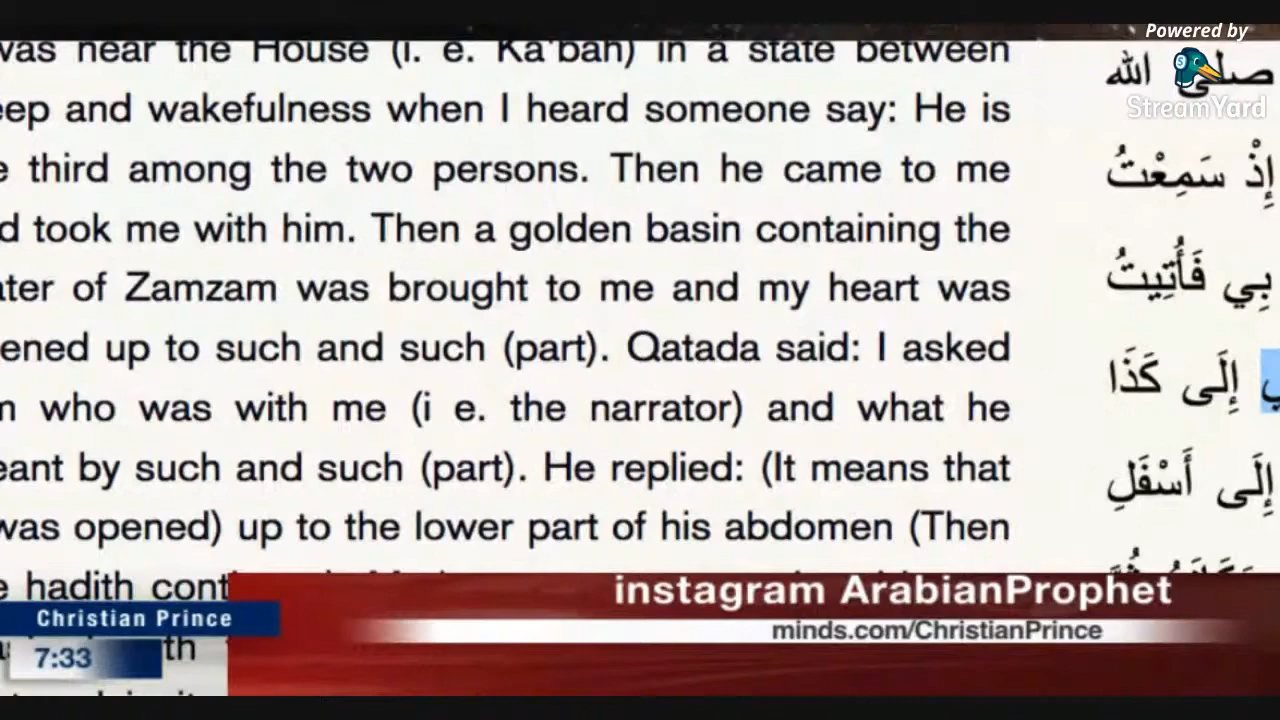 Powered by
StreamYard
was near the House (i. e. Ka'bah) in a state between
eep and wakefulness when I heard someone say: He is
e third among the two persons. Then he came to me
d took me with him. Then a golden basin containing the
ater of Zamzam was brought to me and my heart was
ened up to such and such (part). Qatada said: I asked
m who was with me (i e. the narrator) and what he
eant by such and such (part). He replied: (It means that
was opened) up to the lower part of his abdomen (Then
e hadith cont
th
صلى الله
إِذْ سَمِعْتُ
بِي فَأُتِيتُ
إِلَى كَذَا
إِلَى أَسْفَلِ
instagram ArabianProphet
minds.com/ChristianPrince
Christian Prince
7:33